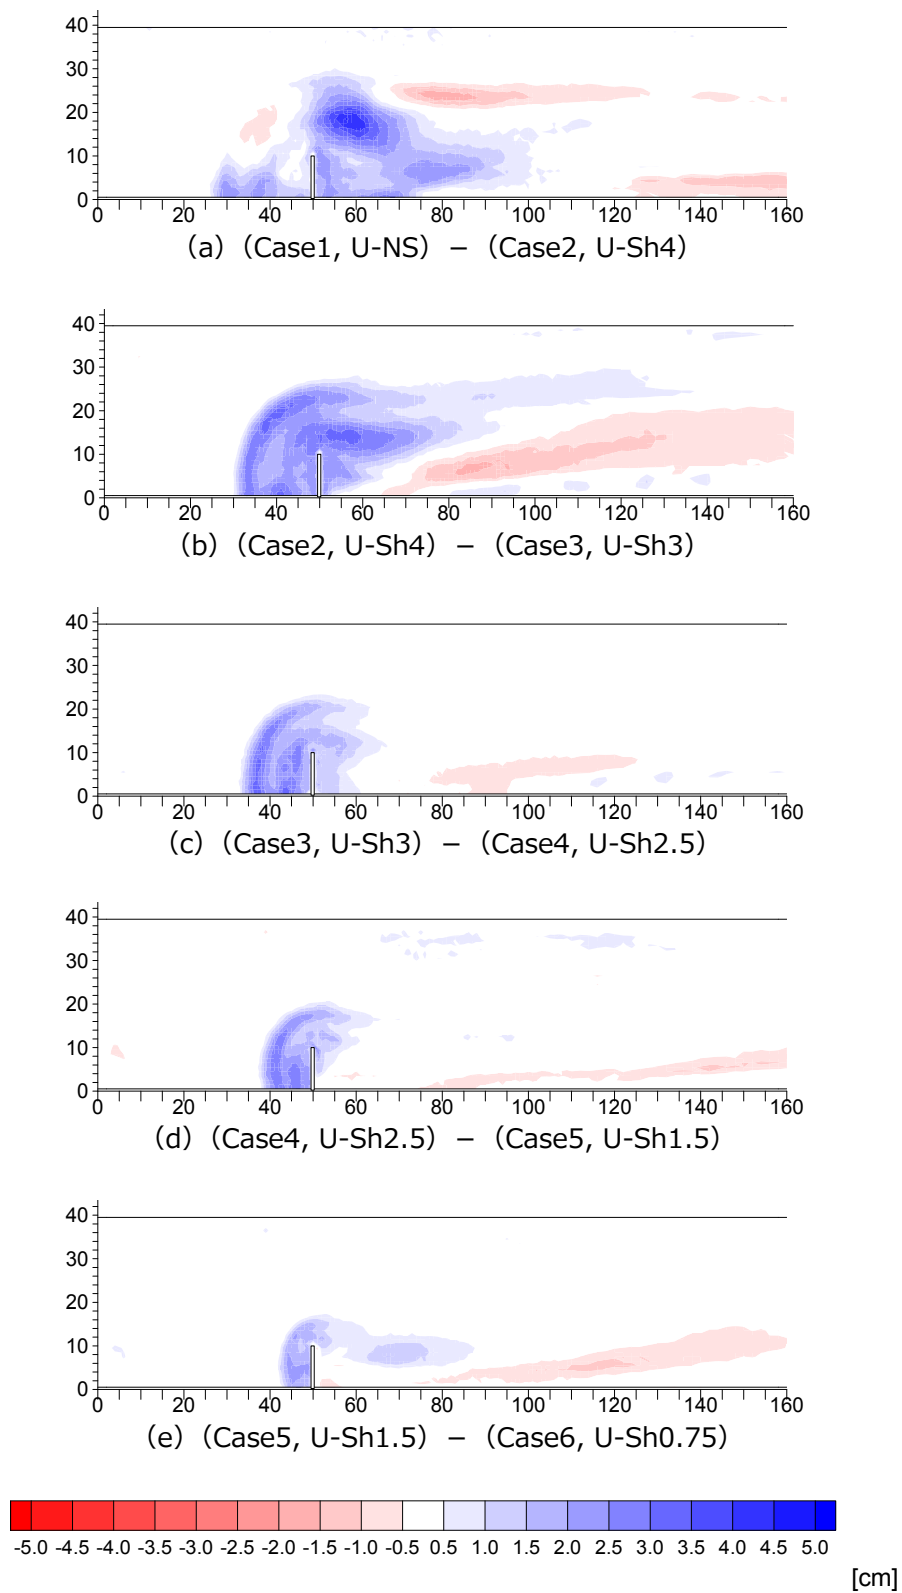 40
30
20
10
0
0 20 40 60 80 100 120 140 160
(a) (Case1, U-NS) − (Case2, U-Sh4)
40
30
20
10
0
0 20 40 60 80 100 120 140 160
(b) (Case2, U-Sh4) − (Case3, U-Sh3)
40
30
20
10
0
0 20 40 60 80 100 120 140 160
(c) (Case3, U-Sh3) − (Case4, U-Sh2.5)
40
30
20
10
0
0 20 40 60 80 100 120 140 160
(d) (Case4, U-Sh2.5) − (Case5, U-Sh1.5)
40
30
20
10
0
0 20 40 60 80 100 120 140 160
(e) (Case5, U-Sh1.5) − (Case6, U-Sh0.75)
-5.0 -4.5 -4.0 -3.5 -3.0 -2.5 -2.0 -1.5 -1.0 -0.5 0.5 1.0 1.5 2.0 2.5 3.0 3.5 4.0 4.5 5.0
[cm]